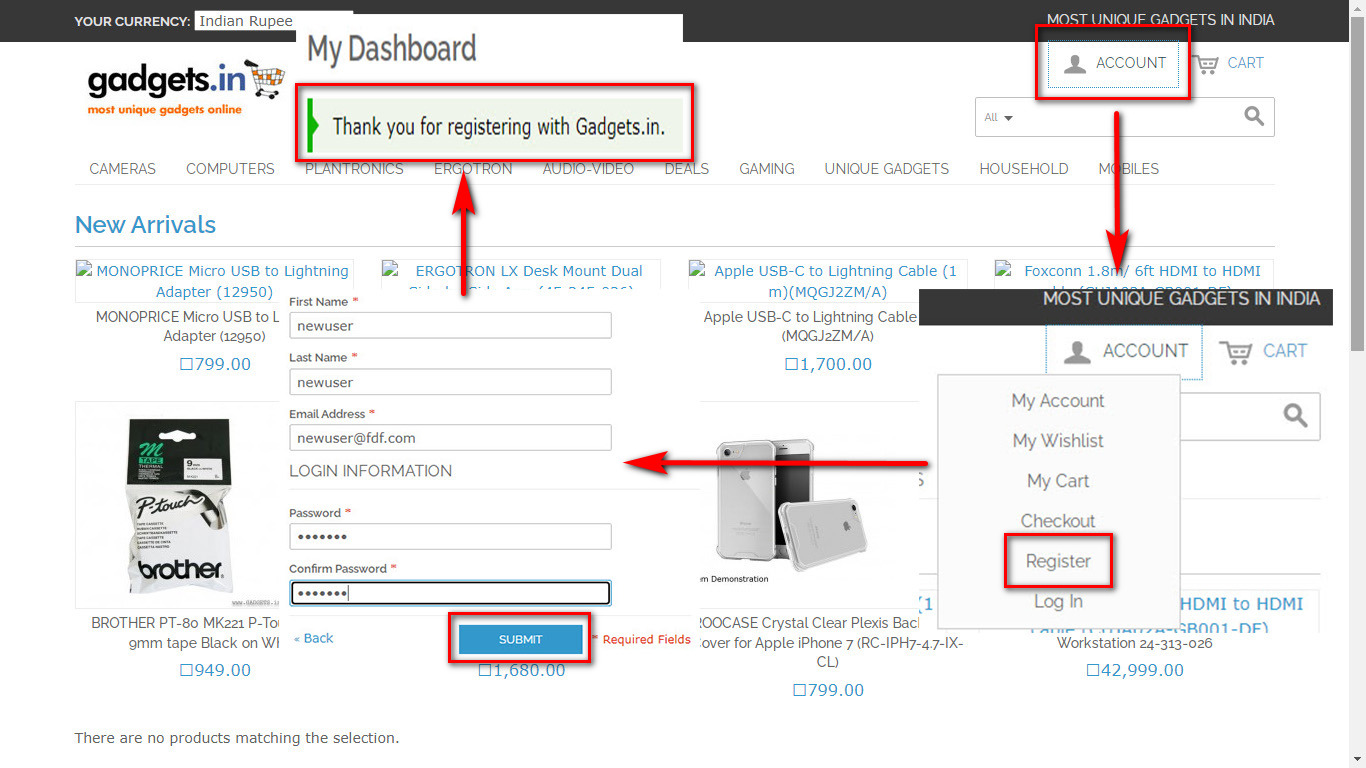 YOUR CURRENCY: Indian Rupee
MOST UNIQUE GADGETS IN INDIA
My Dashboard
gadgets.in
most unique gadgets online
ACCOUNT
CART
Thank you for registering with Gadgets.in.
All
CAMERAS COMPUTERS PLANTRONICS ERGOTRON AUDIO-VIDEO DEALS GAMING UNIQUE GADGETS HOUSEHOLD MOBILES
New Arrivals
MONOPRICE Micro USB to Lightning
Adapter (12950)
MONOPRICE Micro USB to L
Adapter (12950)
□799.00
ERGOTRON LX Desk Mount Dual
Apple USB-C to Lightning Cable (1
m)(MQGJ2ZM/A)
Apple USB-C to Lightning Cable
(MQGJ2ZM/A)
□1,700.00
Foxconn 1.8m/ 6ft HDMI to HDMI
First Name *
newuser
Last Name *
newuser
Email Address *
newuser@fdf.com
LOGIN INFORMATION
Password *
•••••••
Confirm Password *
•••••••
« Back
SUBMIT
* Required Fields
MOST UNIQUE GADGETS IN INDIA
ACCOUNT
CART
My Account
My Wishlist
My Cart
Checkout
Register
Log In
M
TAPE
THERMAL
9mm
P-touch
brother
BROTHER PT-80 MK221 P-To
9mm tape Black on WH
□949.00
□1,680.00
em Demonstration
ROOCASE Crystal Clear Plexis Back
Cover for Apple iPhone 7 (RC-IPH7-4.7-IX-
CL)
□799.00
HDMI to HDMI
Workstation 24-313-026
□42,999.00
There are no products matching the selection.